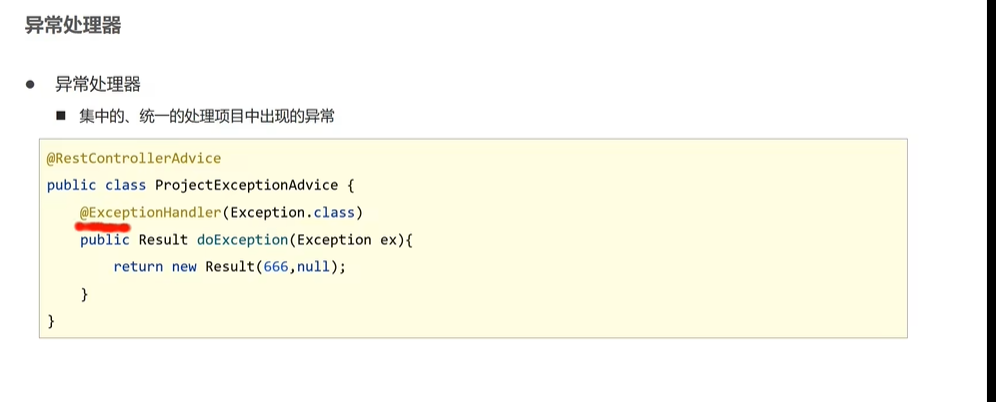 异常处理器
● 异常处理器
■ 集中的、统一的处理项目中出现的异常
@RestControllerAdvice
public class ProjectExceptionAdvice {
    @ExceptionHandler(Exception.class)
    public Result doException(Exception ex){
        return new Result(666,null);
    }
}